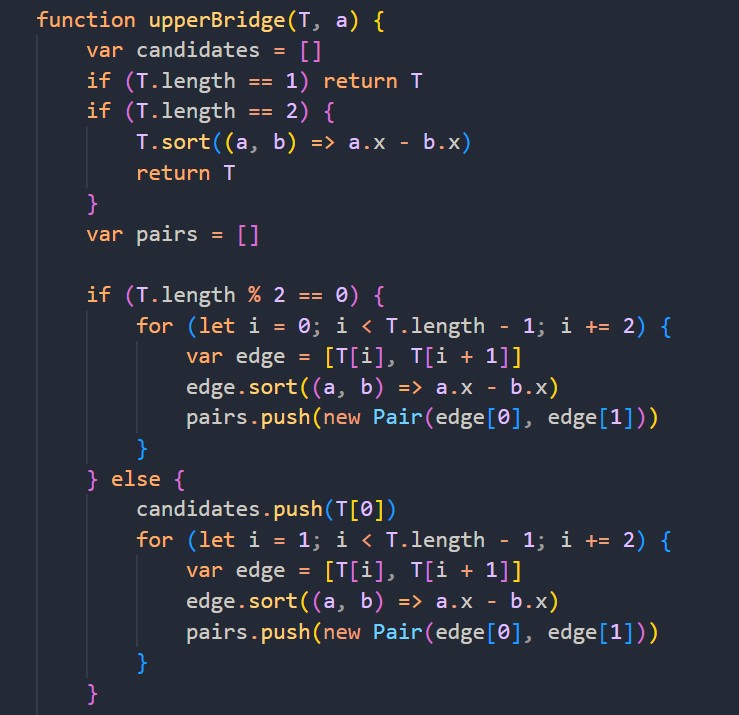 function upperBridge(T, a) {
    var candidates = []
    if (T.length == 1) return T
    if (T.length == 2) {
        T.sort((a, b) => a.x - b.x)
        return T
    }
    var pairs = []

    if (T.length % 2 == 0) {
        for (let i = 0; i < T.length - 1; i += 2) {
            var edge = [T[i], T[i + 1]]
            edge.sort((a, b) => a.x - b.x)
            pairs.push(new Pair(edge[0], edge[1]))
        }
    } else {
        candidates.push(T[0])
        for (let i = 1; i < T.length - 1; i += 2) {
            var edge = [T[i], T[i + 1]]
            edge.sort((a, b) => a.x - b.x)
            pairs.push(new Pair(edge[0], edge[1]))
        }
    }